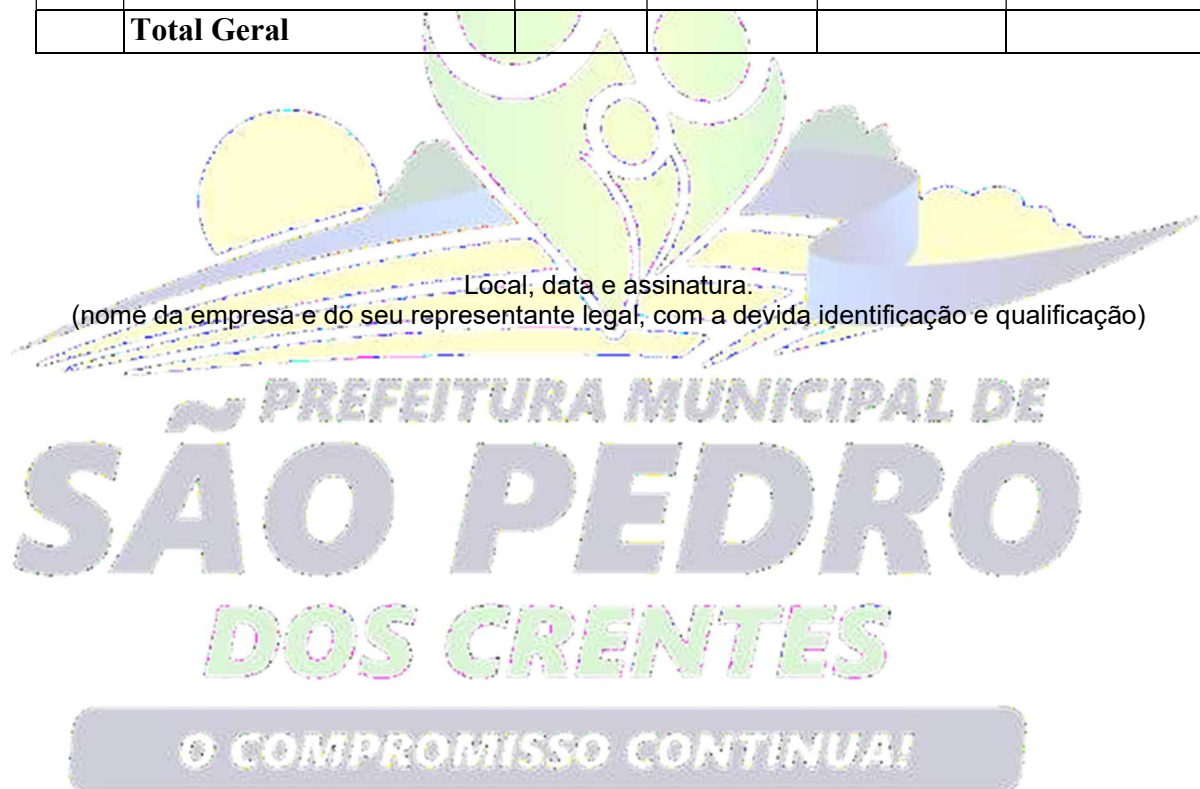 Total Geral
Local, data e assinatura.
(nome da empresa e do seu representante legal, com a devida identificação e qualificação)
PREFEITURA MUNICIPAL DE
SÃO PEDRO
DOS CRENTES
O COMPROMISSO CONTINUA!